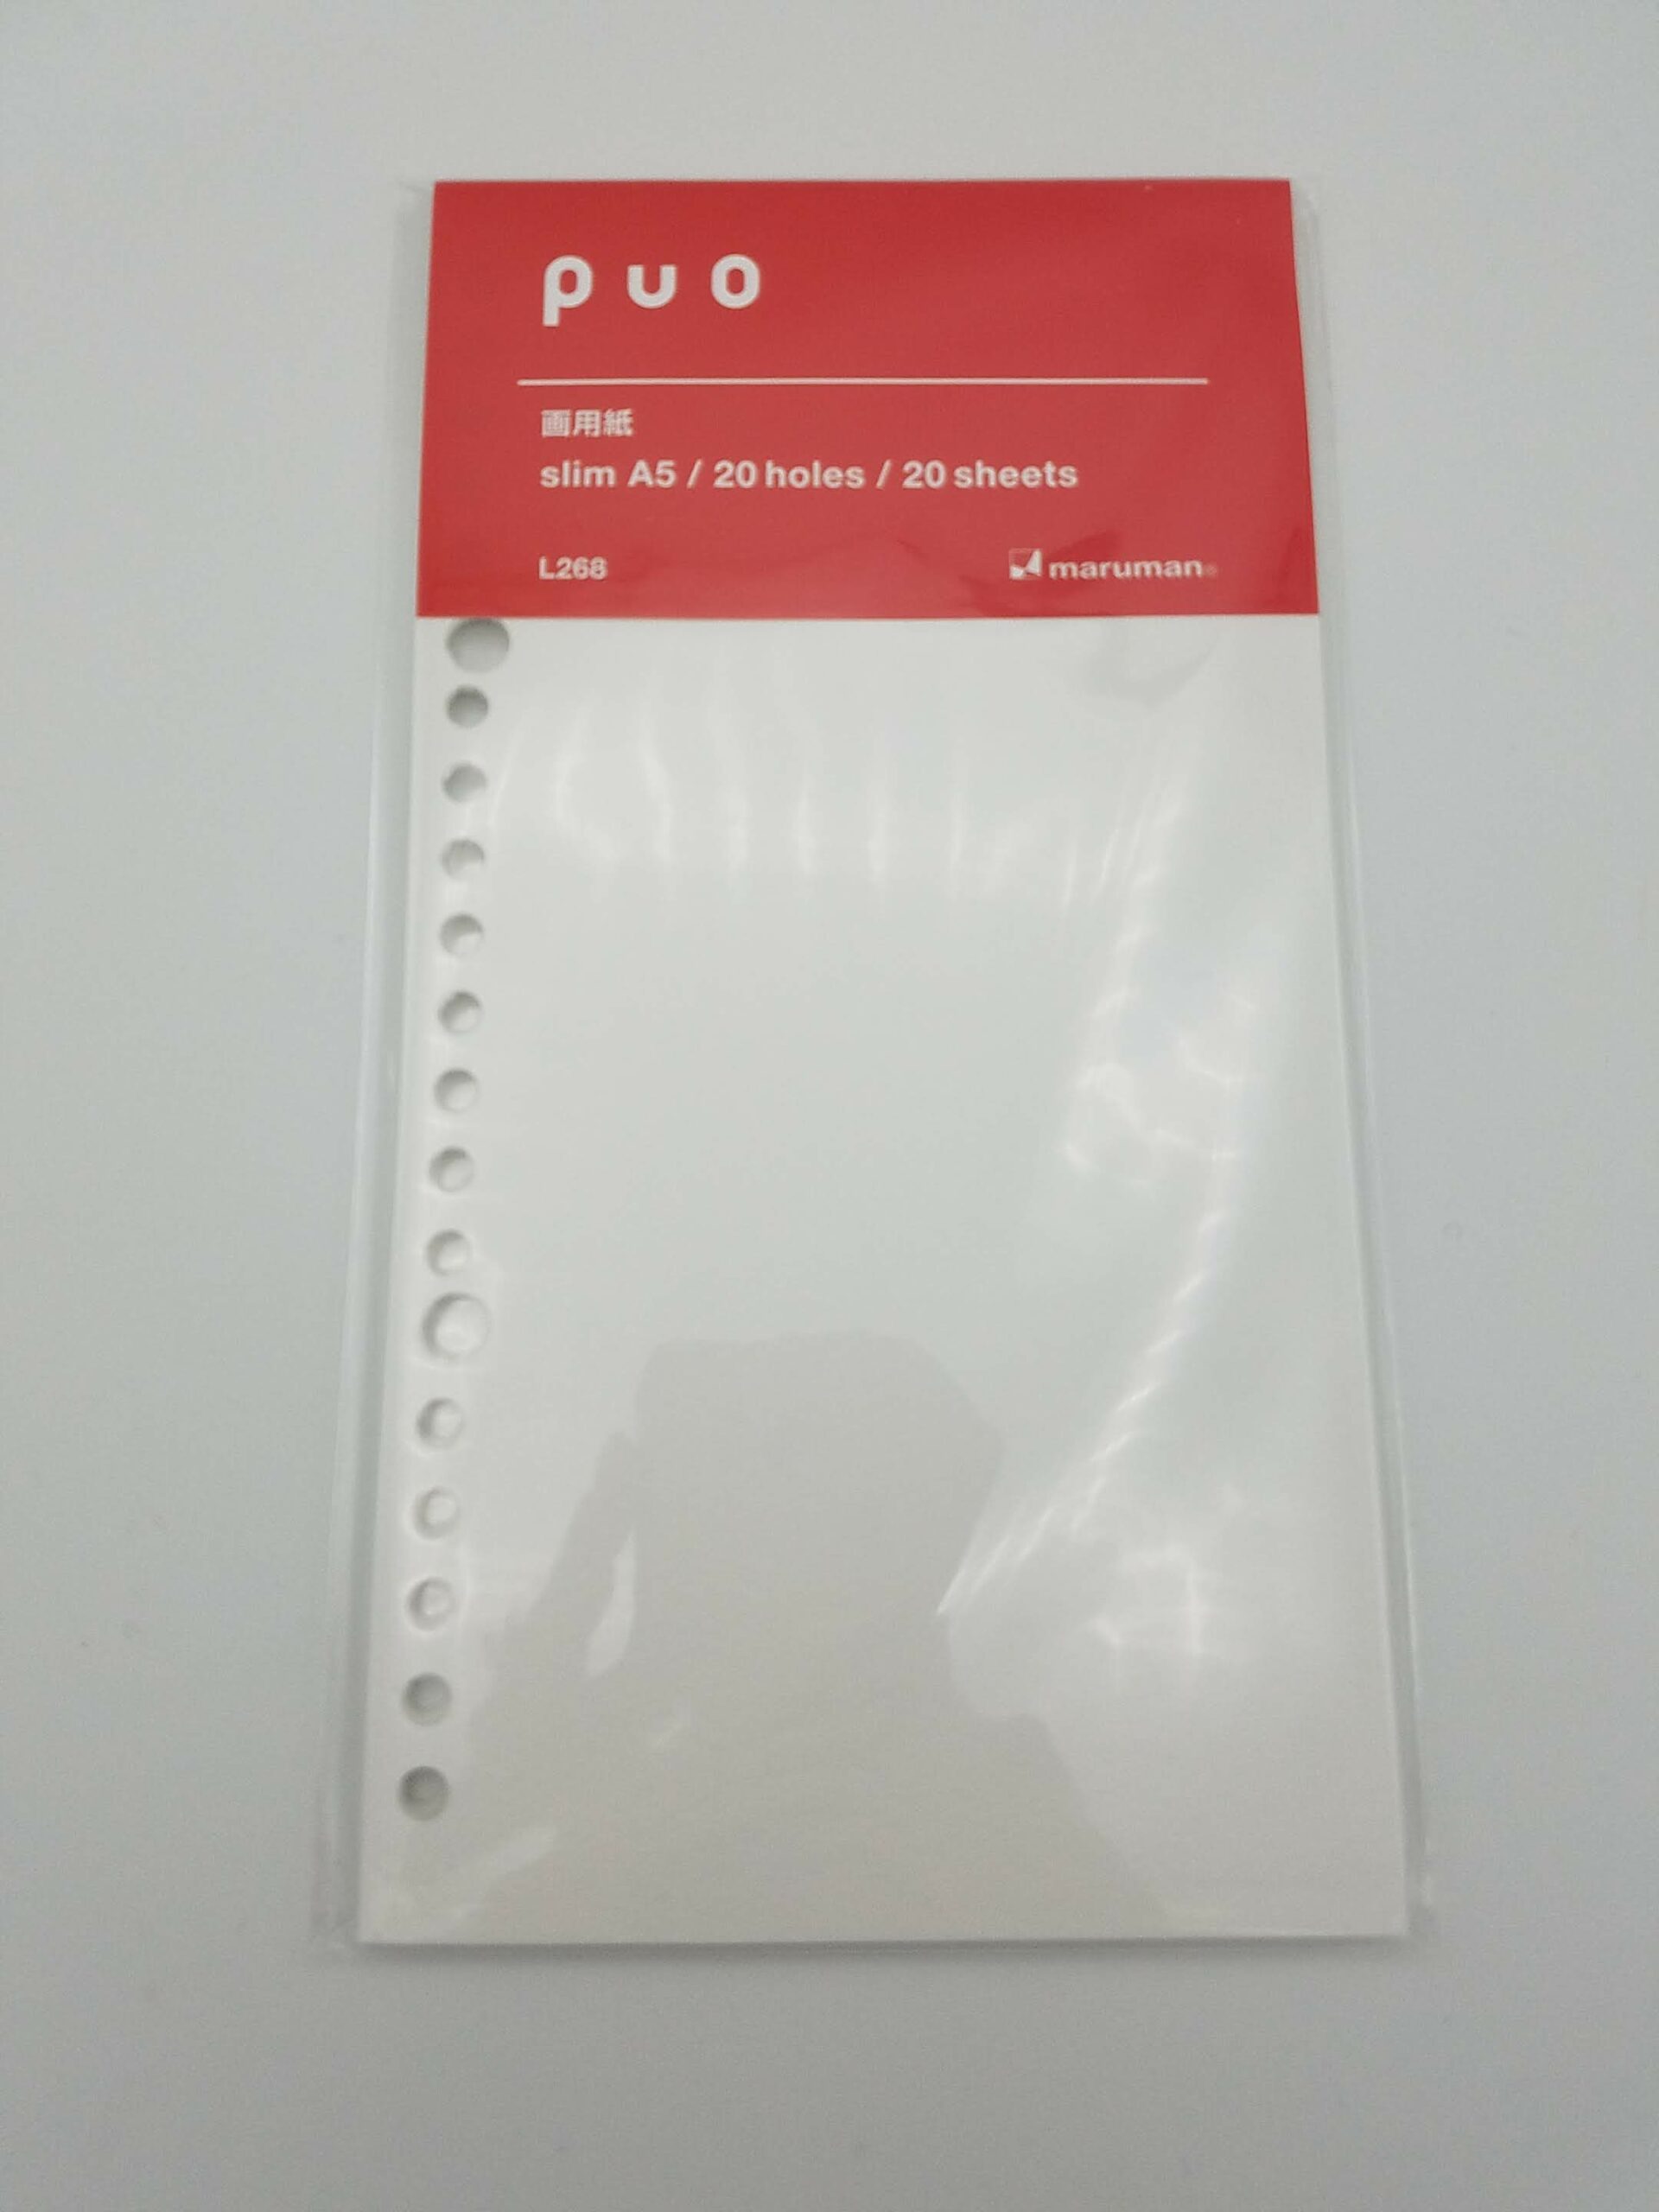 puo
画用紙
slim A5 / 20 holes / 20 sheets
L268
maruman®